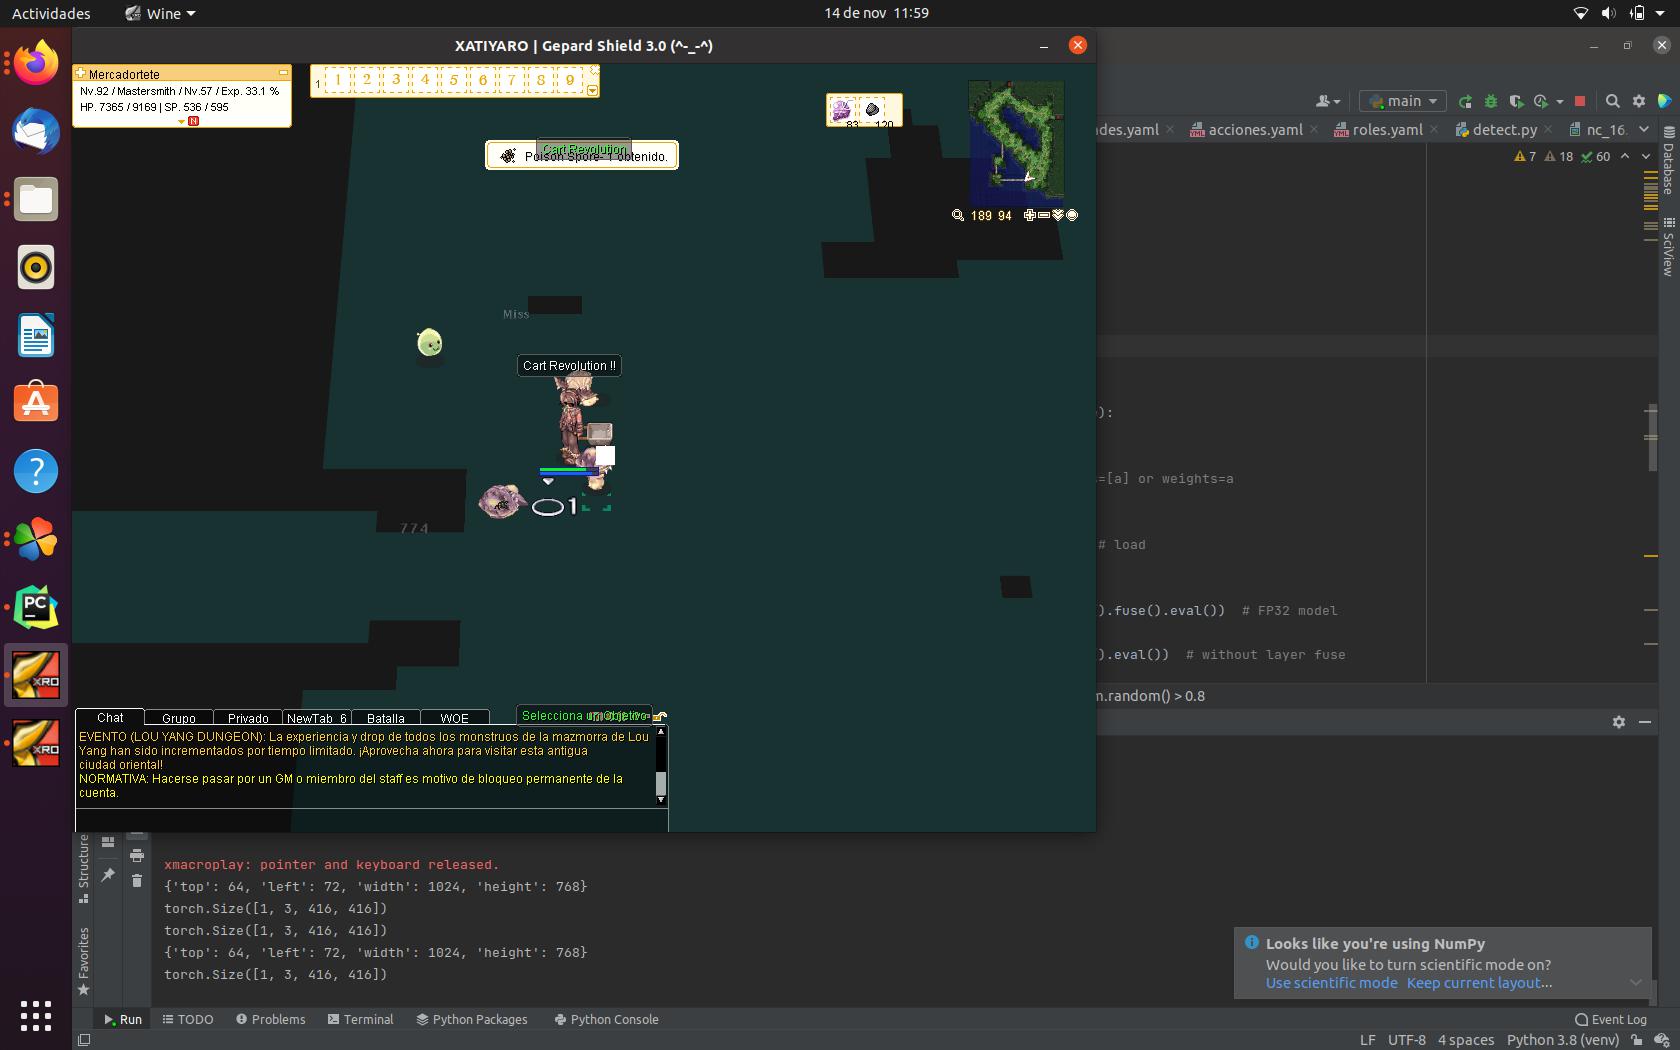 Actividades
Wine
14 de nov 11:59
XATIYARO | Gepard Shield 3.0 (^-_-^)
Mercadortete
Nv.92 / Mastersmith / Nv.57 / Exp. 33.1 %
HP. 7365 / 9169 | SP. 536 / 595
N
1 1 2 3 4 5 6 7 8 9
83 120
Cart Revolution
Poison Spore- 1 obtenido.
189 94
Miss
Cart Revolution !!
1
774
main
des.yaml
acciones.yaml
roles.yaml
detect.py
nc_16.
7 18 60
Database
SciView
):
=[a] or weights=a
# load
).fuse().eval()) # FP32 model
).eval()) # without layer fuse
m.random() > 0.8
Chat Grupo Privado NewTab_6 Batalla WOE
Selecciona un Objetivo
EVENTO (LOU YANG DUNGEON): La experiencia y drop de todos los monstruos de la mazmorra de Lou
Yang han sido incrementados por tiempo limitado. ¡Aprovecha ahora para visitar esta antigua
ciudad oriental!
NORMATIVA: Hacerse pasar por un GM o miembro del staff es motivo de bloqueo permanente de la
cuenta.
PC
XRO
XRO
Structure
Favorites
xmacroplay: pointer and keyboard released.
{'top': 64, 'left': 72, 'width': 1024, 'height': 768}
torch.Size([1, 3, 416, 416])
torch.Size([1, 3, 416, 416])
{'top': 64, 'left': 72, 'width': 1024, 'height': 768}
torch.Size([1, 3, 416, 416])
Looks like you're using NumPy
Would you like to turn scientific mode on?
Use scientific mode Keep current layout...
Run TODO Problems Terminal Python Packages Python Console
Event Log
LF UTF-8 4 spaces Python 3.8 (venv)